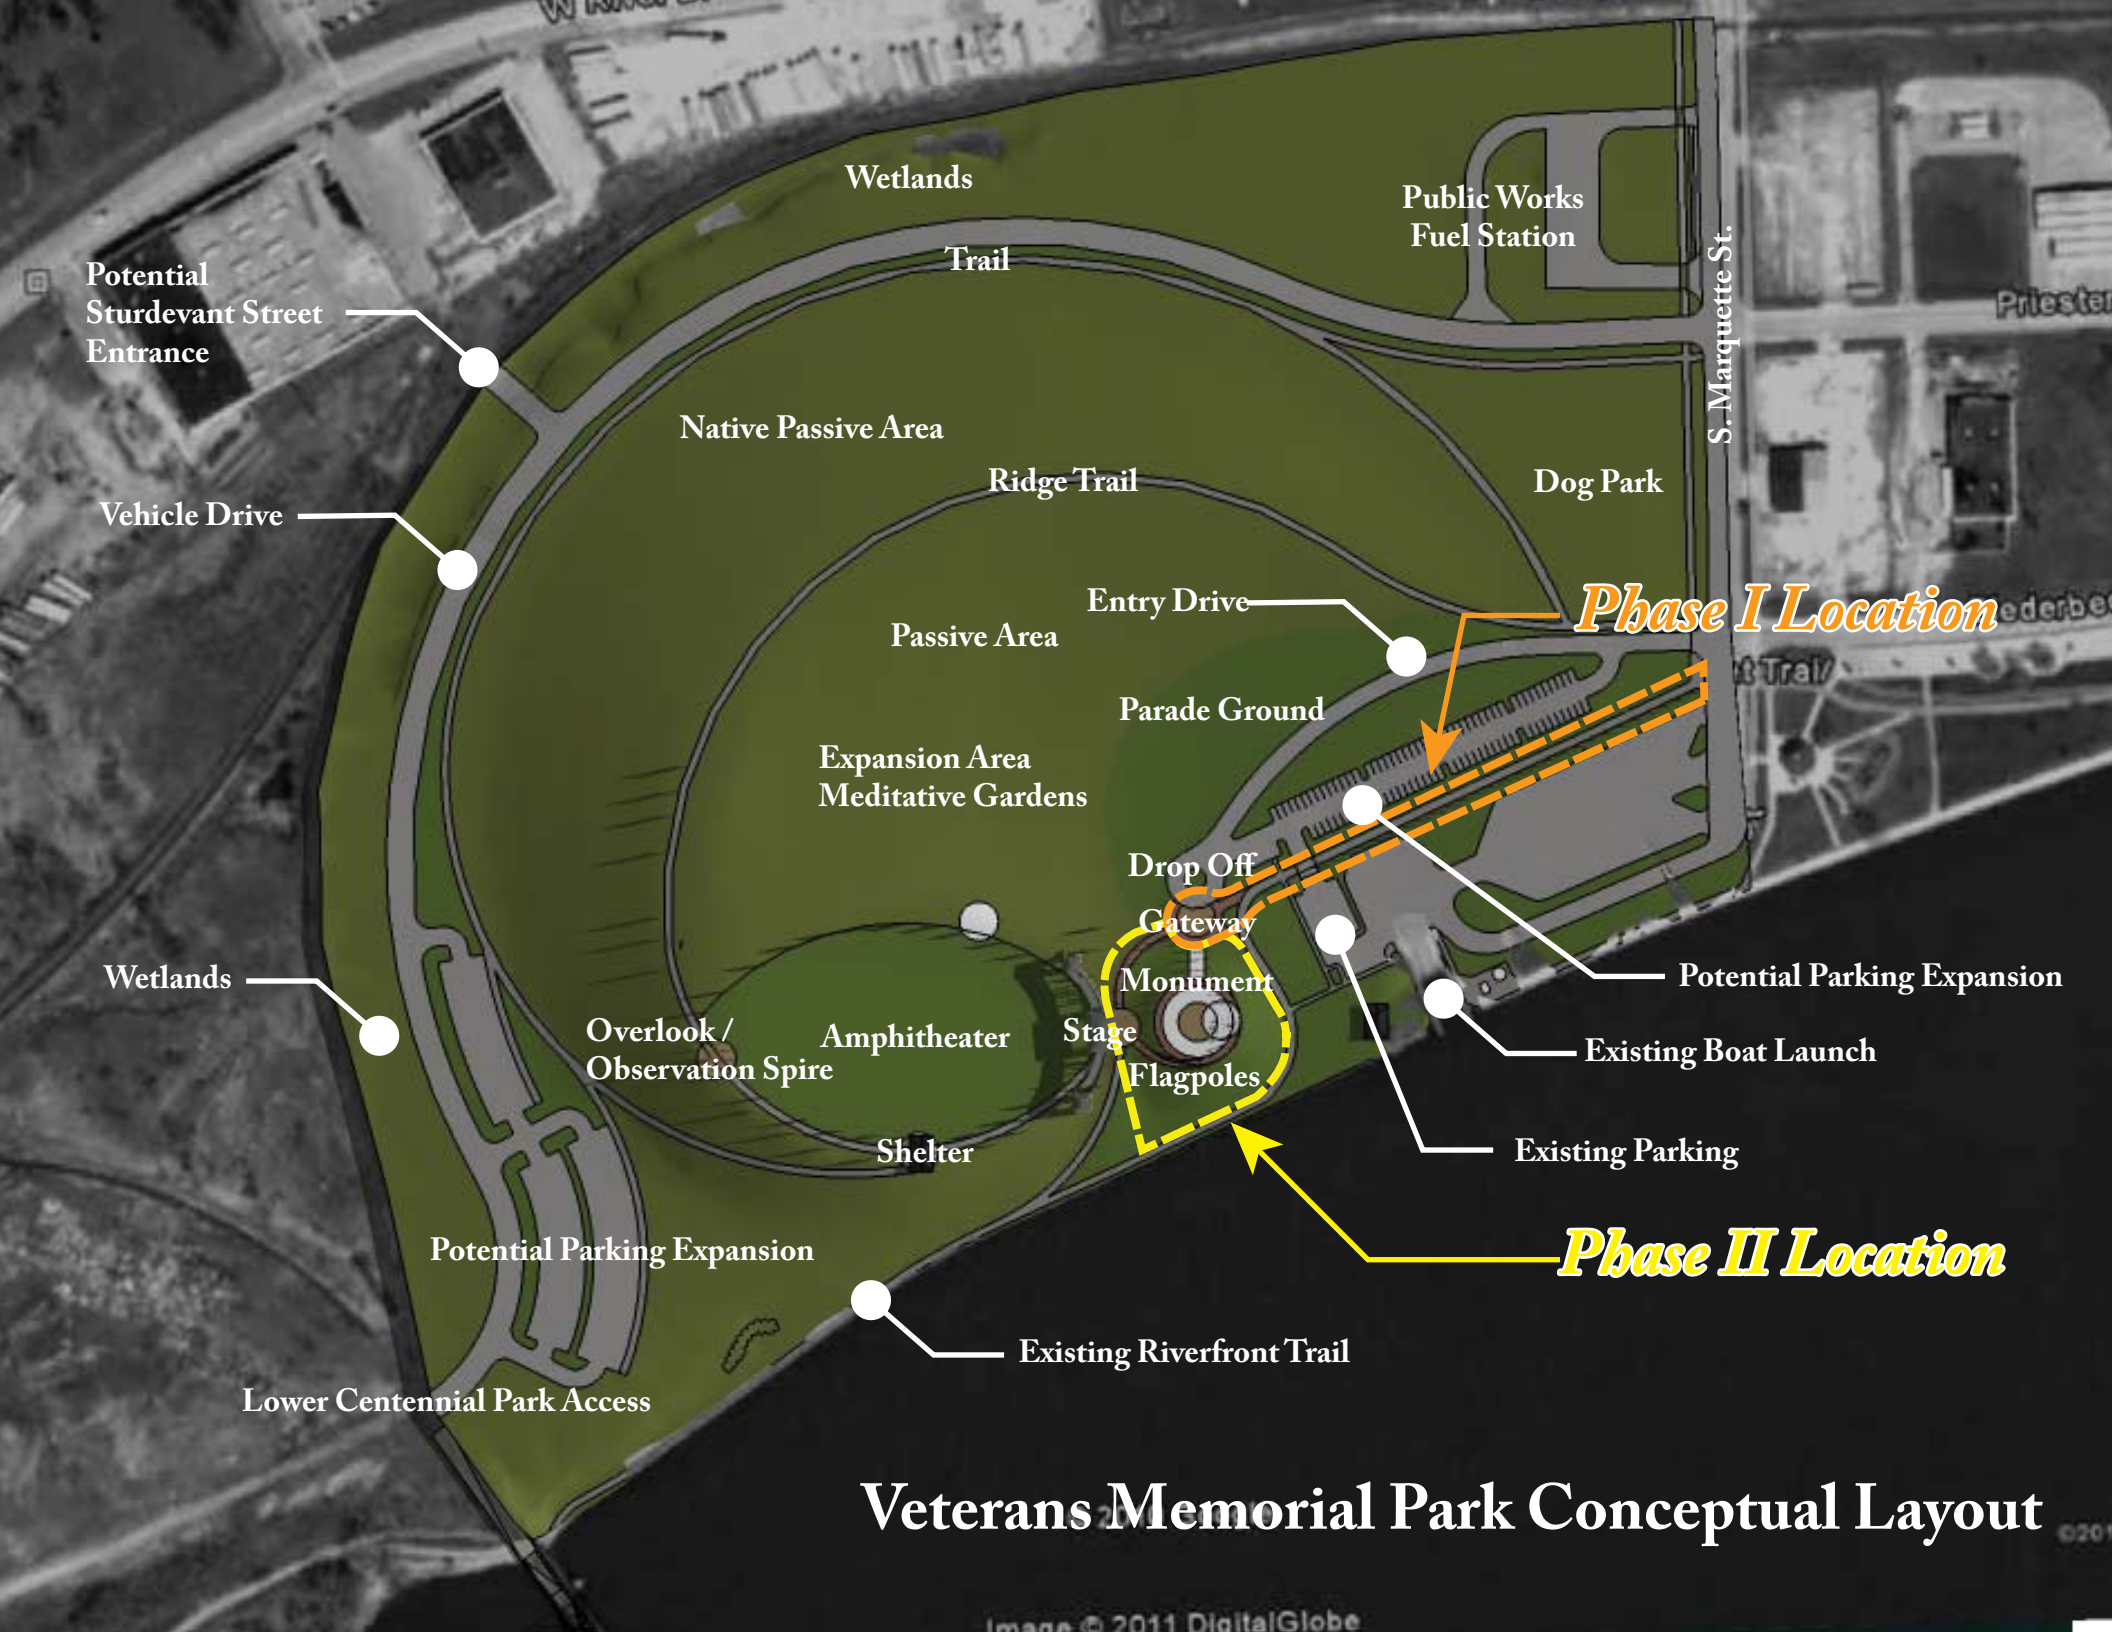 Wetlands
Trail
Public Works
Fuel Station
S. Marquette St.
Potential
Sturdevant Street
Entrance
Native Passive Area
Ridge Trail
Dog Park
Vehicle Drive
Entry Drive
Phase I Location
Passive Area
Parade Ground
Expansion Area
Meditative Gardens
Drop Off
Gateway
Wetlands
Monument
Potential Parking Expansion
Overlook /
Observation Spire
Amphitheater
Stage
Existing Boat Launch
Flagpoles
Shelter
Existing Parking
Potential Parking Expansion
Phase II Location
Existing Riverfront Trail
Lower Centennial Park Access
Veterans Memorial Park Conceptual Layout
Image © 2011 DigitalGlobe